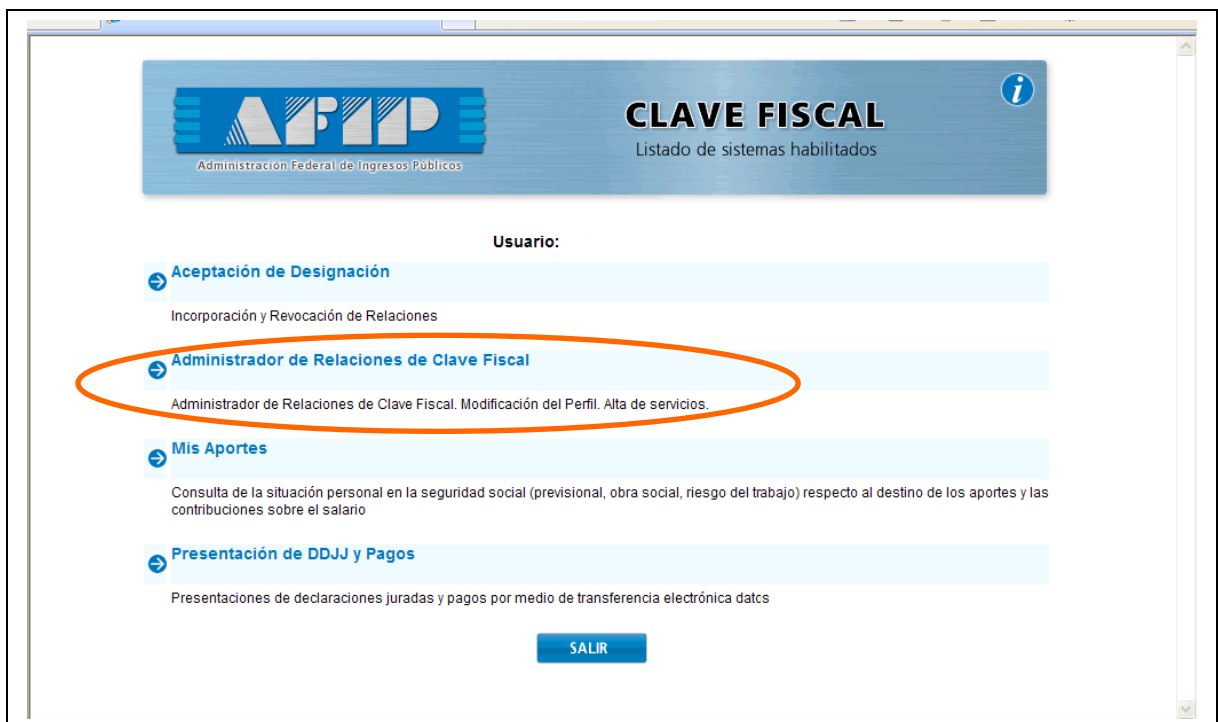 AFIP
Administración Federal de Ingresos Públicos
CLAVE FISCAL
Listado de sistemas habilitados
i
Usuario:
Aceptación de Designación
Incorporación y Revocación de Relaciones
Administrador de Relaciones de Clave Fiscal
Administrador de Relaciones de Clave Fiscal. Modificación del Perfil. Alta de servicios.
Mis Aportes
Consulta de la situación personal en la seguridad social (previsional, obra social, riesgo del trabajo) respecto al destino de los aportes y las
contribuciones sobre el salario
Presentación de DDJJ y Pagos
Presentaciones de declaraciones juradas y pagos por medio de transferencia electrónica datos
SALIR